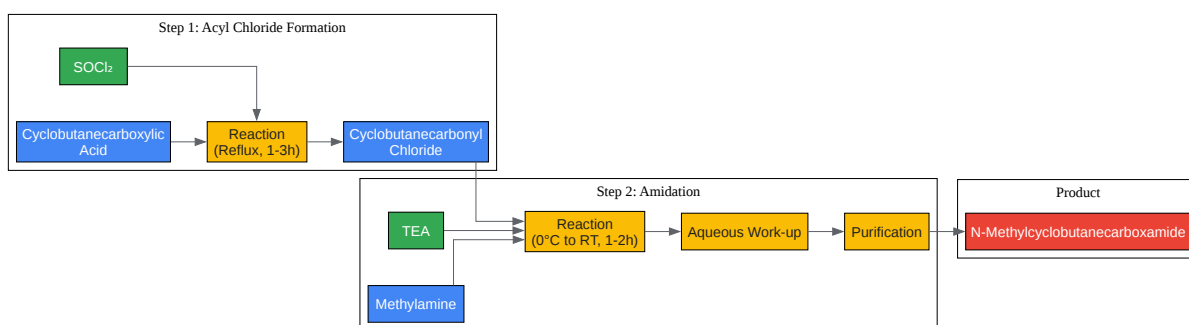 Step 1: Acyl Chloride Formation
SOCl₂
Cyclobutanecarboxylic
Acid
Reaction
(Reflux, 1-3h)
Cyclobutanecarbonyl
Chloride
Step 2: Amidation
TEA
Methylamine
Reaction
(0°C to RT, 1-2h)
Aqueous Work-up
Purification
Product
N-Methylcyclobutanecarboxamide